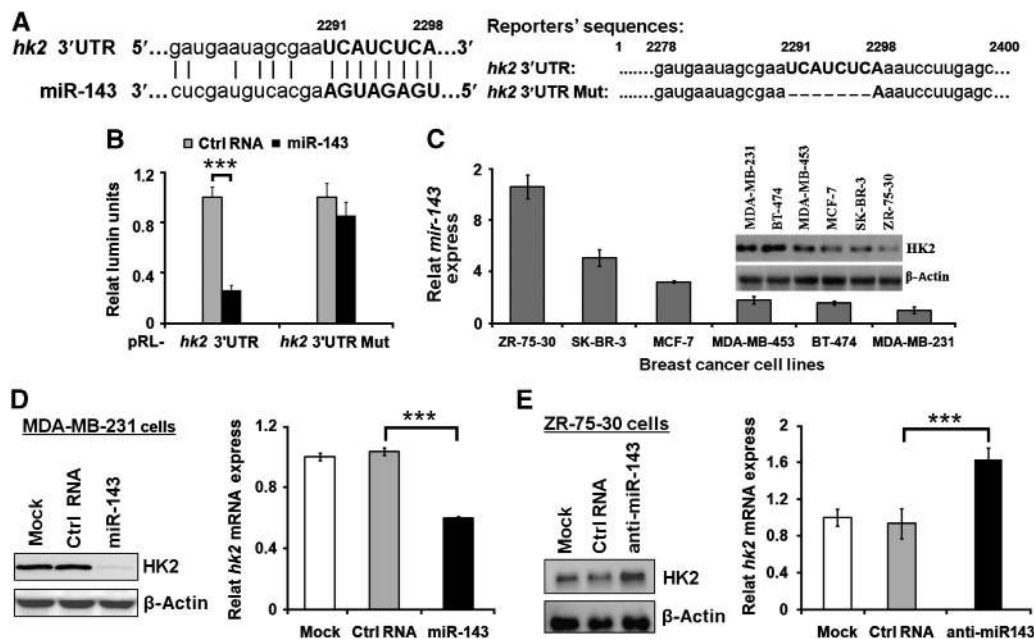 A
2291 2298
hk2 3'UTR 5'...gaugaauagcgaaUCAUCUCA...3'
miR-143 3'...cucgaugucacgaAGUAGAGU...5'
Reporters' sequences:
1 2278 2291 2298 2400
hk2 3'UTR: ......gaugaauagcgaaUCAUCUCAaauccuugagc...
hk2 3'UTR Mut: ......gaugaauagcgaa–––––––Aaauccuugagc...
B
Ctrl RNA miR-143
***
Relat lumin units
1.2
0.8
0.4
0
pRL- hk2 3'UTR hk2 3'UTR Mut
C
Relat mir-143 express
2
6
4
0
ZR-75-30 SK-BR-3 MCF-7 MDA-MB-453 BT-474 MDA-MB-231
Breast cancer cell lines
MDA-MB-231
BT-474
MDA-MB-453
MCF-7
SK-BR-3
ZR-75-30
HK2
β-Actin
D
MDA-MB-231 cells
Mock
Ctrl RNA
miR-143
HK2
β-Actin
Relat hk2 mRNA express
1.2
0.8
0.4
0
***
Mock Ctrl RNA miR-143
E
ZR-75-30 cells
Mock
Ctrl RNA
anti-miR-143
HK2
β-Actin
Relat hk2 mRNA express
2
1.6
1.2
0.8
0.4
0
***
Mock Ctrl RNA anti-miR143